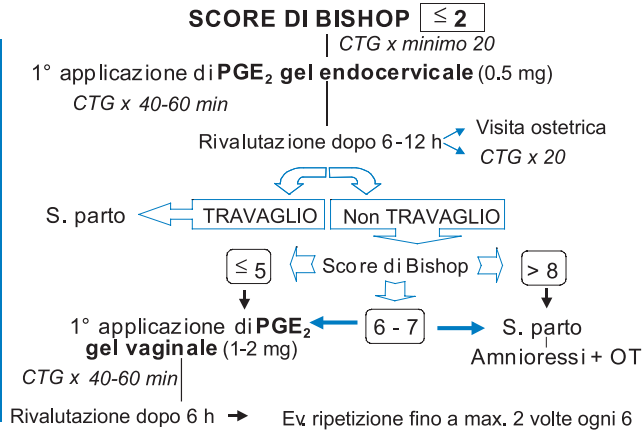 SCORE DI BISHOP ≤ 2
CTG x minimo 20
1° applicazione di PGE₂ gel endocervicale (0.5 mg)
CTG x 40-60 min
Rivalutazione dopo 6-12 h
Visita ostetrica
CTG x 20
S. parto
TRAVAGLIO
Non TRAVAGLIO
≤ 5
Score di Bishop
> 8
1° applicazione di PGE₂
gel vaginale (1-2 mg)
6 - 7
S. parto
Amnioressi + OT
CTG x 40-60 min
Rivalutazione dopo 6 h
Ev. ripetizione fino a max. 2 volte ogni 6